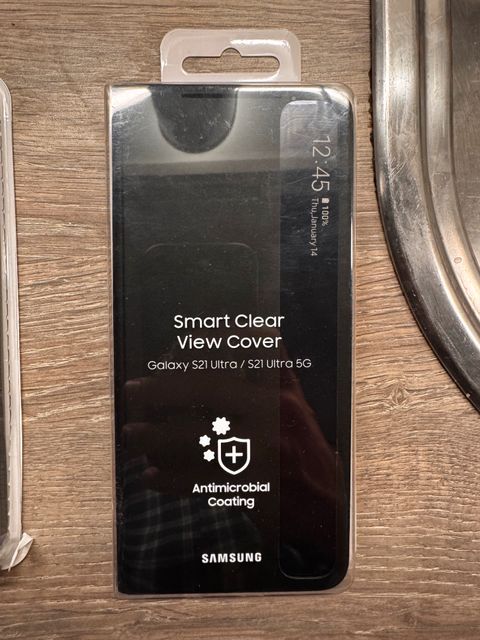 12:45
100%
Thu,January 14
Smart Clear
View Cover
Galaxy S21 Ultra / S21 Ultra 5G
Antimicrobial
Coating
SAMSUNG